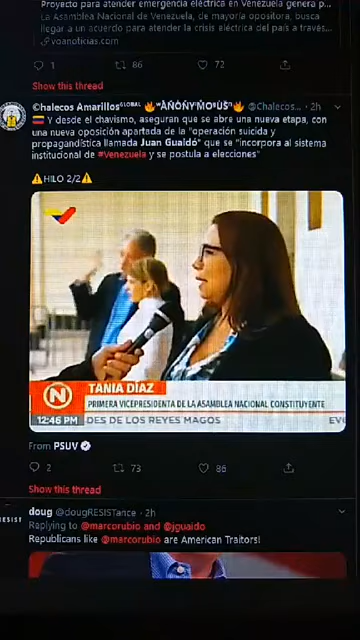 Proyecto para atender emergencia eléctrica en Venezuela genera p...
La Asamblea Nacional de Venezuela, de mayoría opositora, busca
llegar a un acuerdo para atender la crisis eléctrica del país a través...
voanoticias.com
1 86 72
Show this thread
Chalecos Amarillos GLOBAL "ÂÑÖÑŸMÖUS" @Chaleco... · 2h
Y desde el chavismo, aseguran que se abre una nueva etapa, con
una nueva oposición apartada de la "operación suicida y
propagandística llamada Juan Guaidó" que se "incorpora al sistema
institucional de #Venezuela y se postula a elecciones"
HILO 2/2
N
TANIA DÍAZ
PRIMERA VICEPRESIDENTA DE LA ASAMBLEA NACIONAL CONSTITUYENTE
12:46 PM DES DE LOS REYES MAGOS EV
From PSUV
2 73 86
Show this thread
doug @dougRESISTance · 2h
RESIST
Replying to @marcorubio and @jguaido
Republicans like @marcorubio are American Traitors!